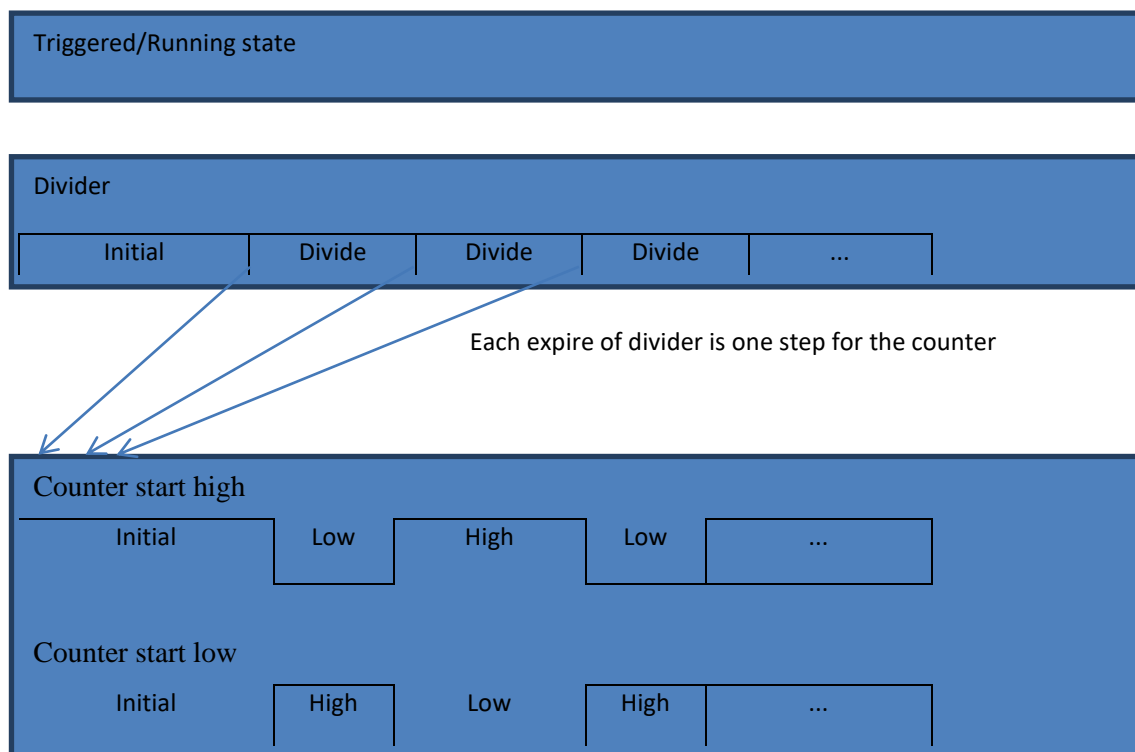 Triggered/Running state
Divider
Initial Divide Divide Divide ...
Each expire of divider is one step for the counter
Counter start high
Initial Low High Low ...
Counter start low
Initial High Low High ...